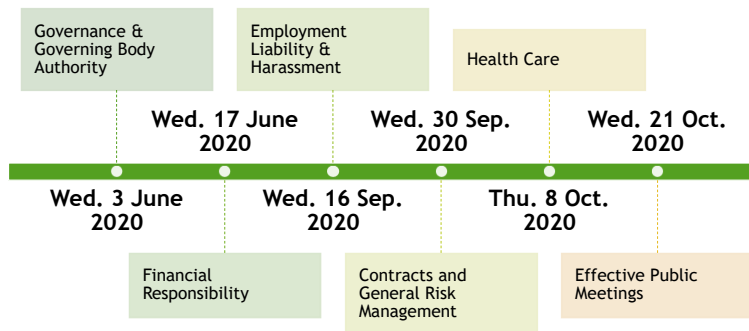 Governance &
Governing Body
Authority
Employment
Liability &
Harassment
Health Care
Wed. 17 June
2020
Wed. 30 Sep.
2020
Wed. 21 Oct.
2020
Wed. 3 June
2020
Wed. 16 Sep.
2020
Thu. 8 Oct.
2020
Financial
Responsibility
Contracts and
General Risk
Management
Effective Public
Meetings